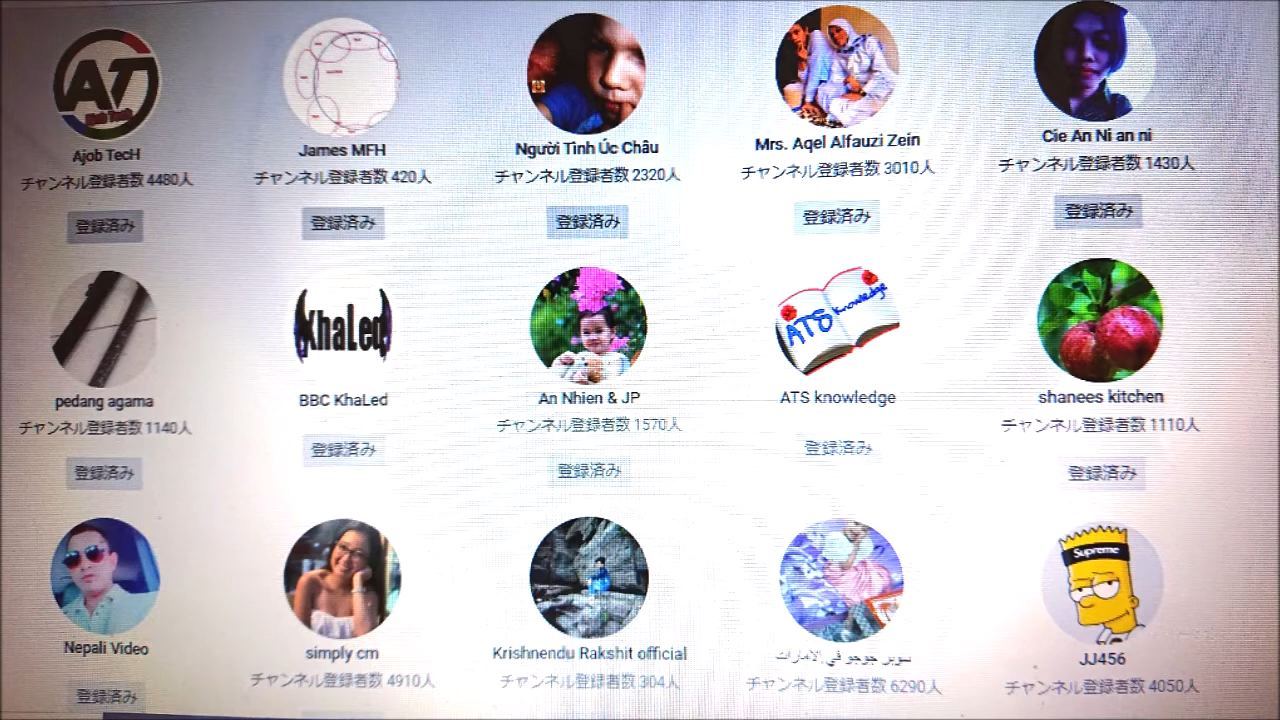 AT
Ajob TecH
チャンネル登録者数 4480人
登録済み
James MFH
チャンネル登録者数 420人
登録済み
Người Tình Úc Châu
チャンネル登録者数 2320人
登録済み
Mrs. Aqel Alfauzi Zein
チャンネル登録者数 3010人
登録済み
Cie An Ni an ni
チャンネル登録者数 1430人
登録済み
pedang agama
チャンネル登録者数 1140人
登録済み
KhaLed
BBC KhaLed
登録済み
An Nhien & JP
チャンネル登録者数 1570人
登録済み
ATS knowledge
ATS knowledge
登録済み
shanees kitchen
チャンネル登録者数 1110人
登録済み
Nepali Video
登録済み
simply cm
チャンネル登録者数 4910人
Krishnendu Rakshit official
チャンネル登録者数 304人
سوبر جوجو في الامارات
チャンネル登録者数 6290人
Supreme
JJ456
チャンネル登録者数 4050人